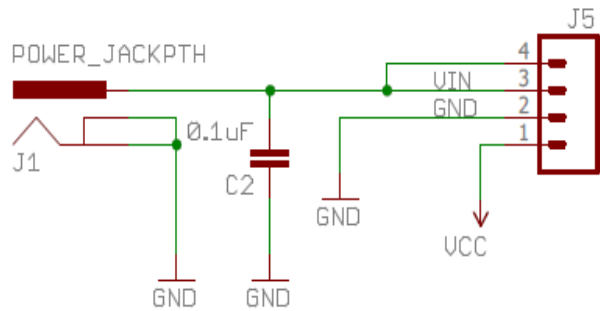 J5
POWER_JACKPTH
4
VIN
3
GND
2
0.1uF
1
J1
C2
GND
VCC
GND
GND